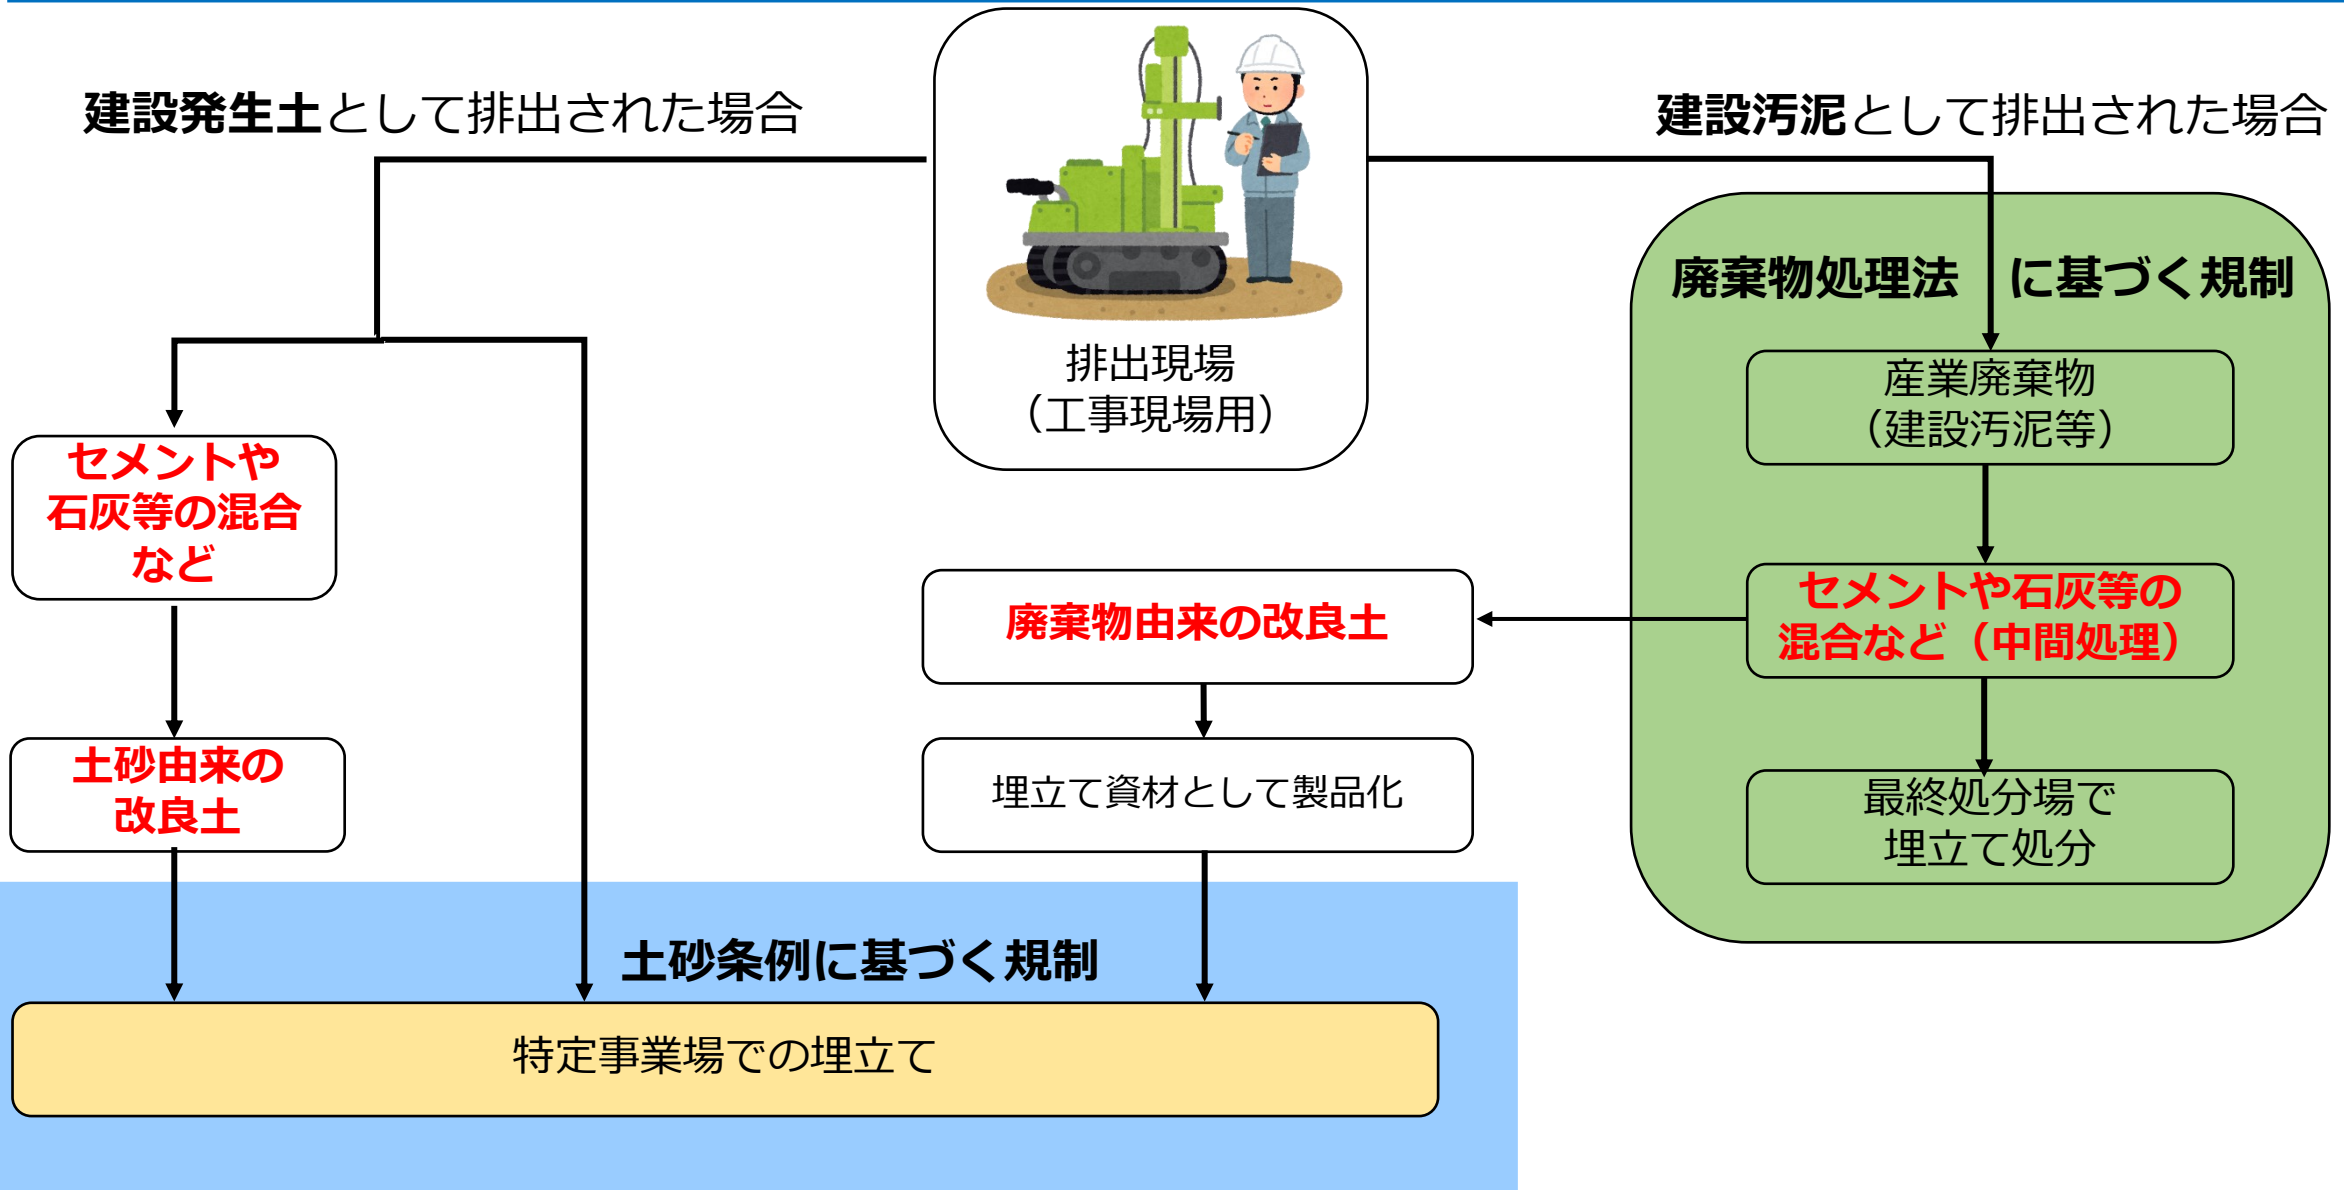 建設発生土として排出された場合
建設汚泥として排出された場合
排出現場
（工事現場用）
廃棄物処理法 に基づく規制
産業廃棄物
（建設汚泥等）
セメントや
石灰等の混合
など
セメントや石灰等の
混合など（中間処理）
廃棄物由来の改良土
土砂由来の
改良土
埋立て資材として製品化
最終処分場で
埋立て処分
土砂条例に基づく規制
特定事業場での埋立て